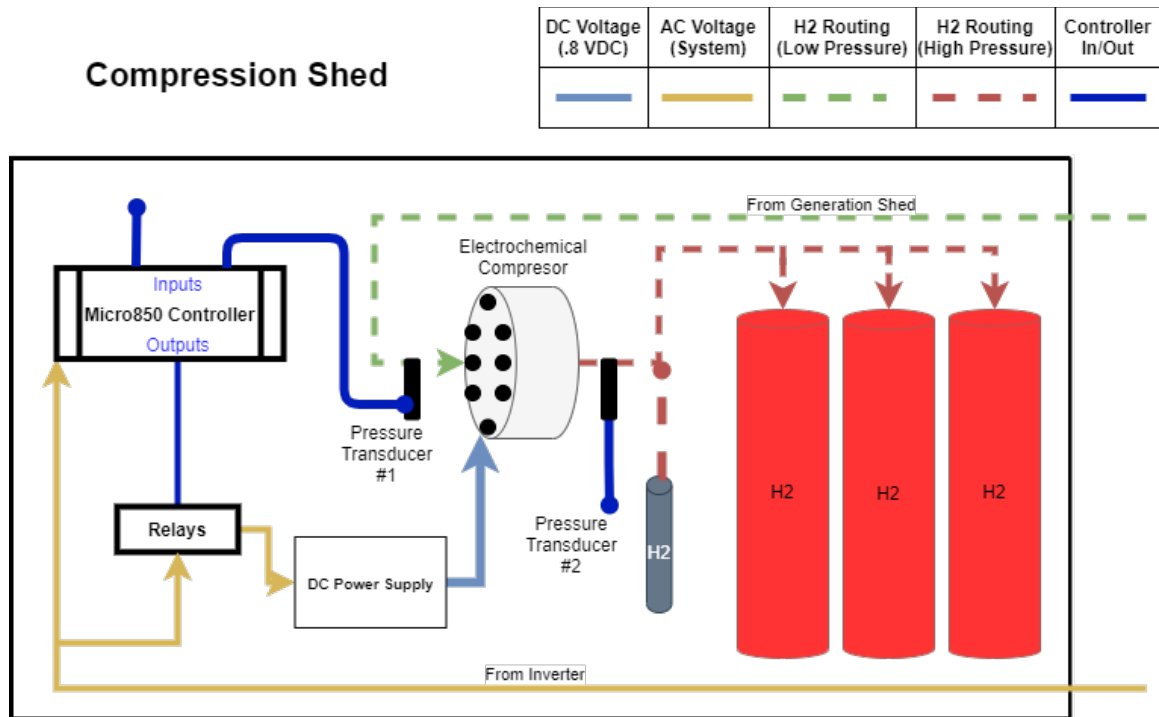 Compression Shed
DC Voltage
(.8 VDC)
AC Voltage
(System)
H2 Routing
(Low Pressure)
H2 Routing
(High Pressure)
Controller
In/Out
From Generation Shed
Electrochemical
Compresor
Inputs
Micro850 Controller
Outputs
Pressure
Transducer
#1
H2
H2
H2
Relays
Pressure
Transducer
#2
H2
DC Power Supply
From Inverter